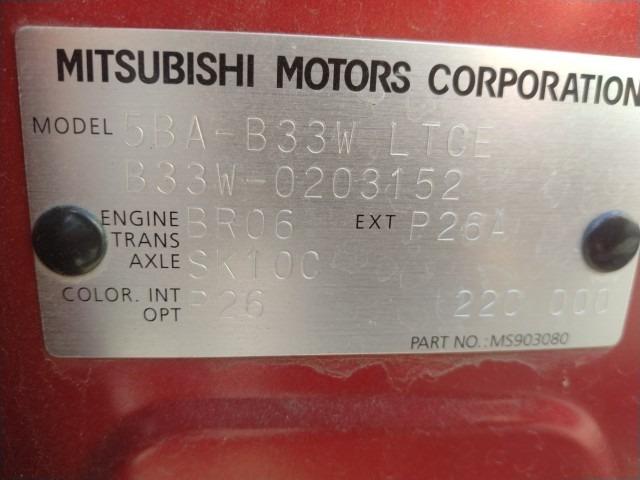 MITSUBISHI MOTORS CORPORATION
MODEL 5BA-B33W LTCE
B33W-0203152
ENGINE BR06 EXT P26A
TRANS
AXLE SK10C
COLOR. INT P26 22C 000
OPT
PART NO.:MS903080